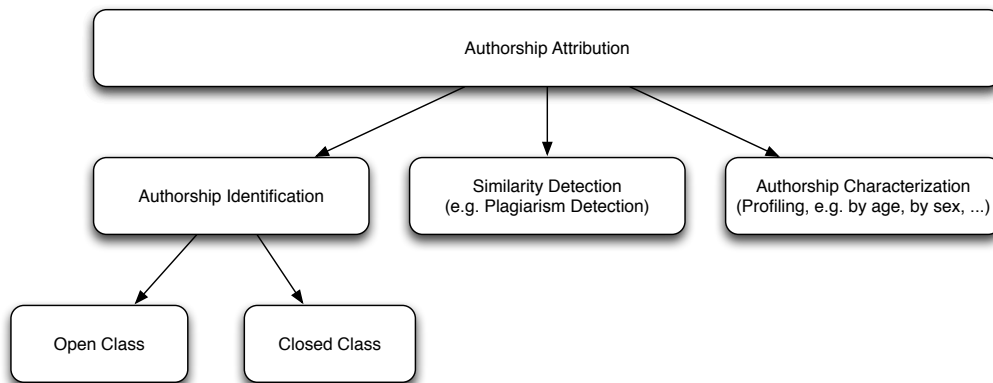 Authorship Attribution
Authorship Identification
Similarity Detection
(e.g. Plagiarism Detection)
Authorship Characterization
(Profiling, e.g. by age, by sex, ...)
Open Class
Closed Class